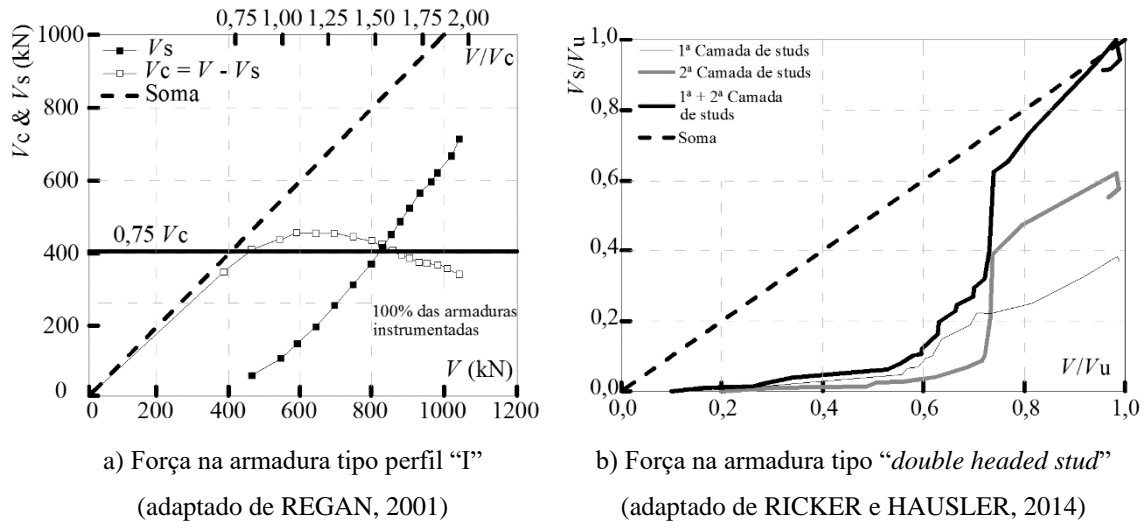 0,75 1,00 1,25 1,50 1,75 2,00
V/Vc
Vc & Vs (kN)
1000
800
600
400
200
0
Vs
Vc = V - Vs
Soma
0,75 Vc
100% das armaduras
instrumentadas
V (kN)
0 200 400 600 800 1000 1200
a) Força na armadura tipo perfil “I”
(adaptado de REGAN, 2001)
Vs/Vu
1,0
0,8
0,6
0,4
0,2
0,0
1ª Camada de studs
2ª Camada de studs
1ª + 2ª Camada
de studs
Soma
V/Vu
0,0 0,2 0,4 0,6 0,8 1,0
b) Força na armadura tipo “double headed stud”
(adaptado de RICKER e HAUSLER, 2014)